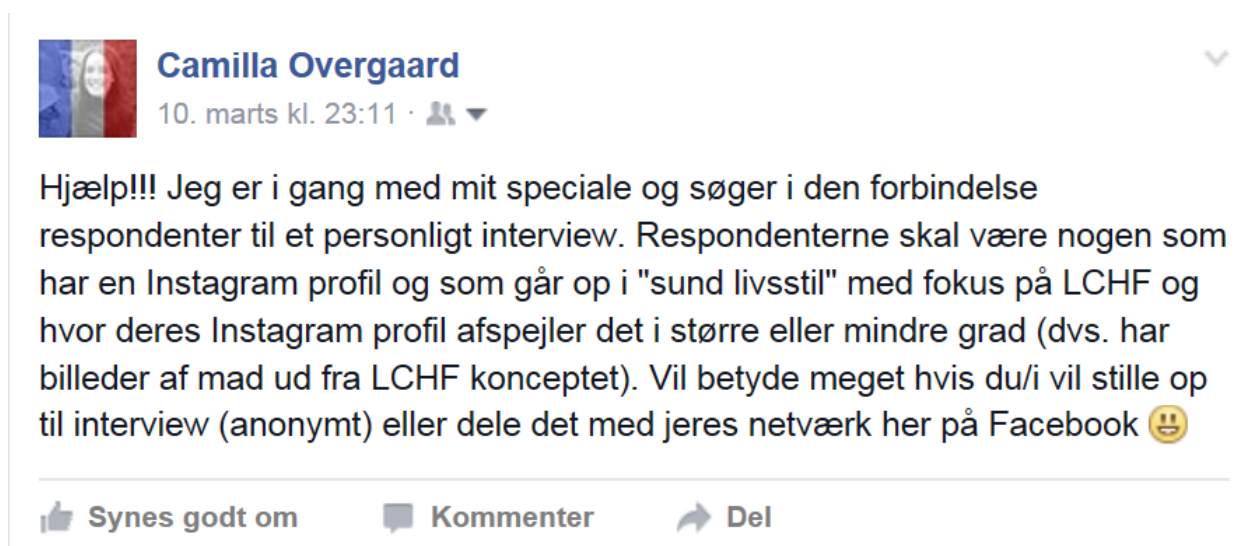 Camilla Overgaard
10. marts kl. 23:11 ·
Hjælp!!! Jeg er i gang med mit speciale og søger i den forbindelse
respondenter til et personligt interview. Respondenterne skal være nogen som
har en Instagram profil og som går op i "sund livsstil" med fokus på LCHF og
hvor deres Instagram profil afspejler det i større eller mindre grad (dvs. har
billeder af mad ud fra LCHF konceptet). Vil betyde meget hvis du/i vil stille op
til interview (anonymt) eller dele det med jeres netværk her på Facebook 😃
Synes godt om Kommenter Del